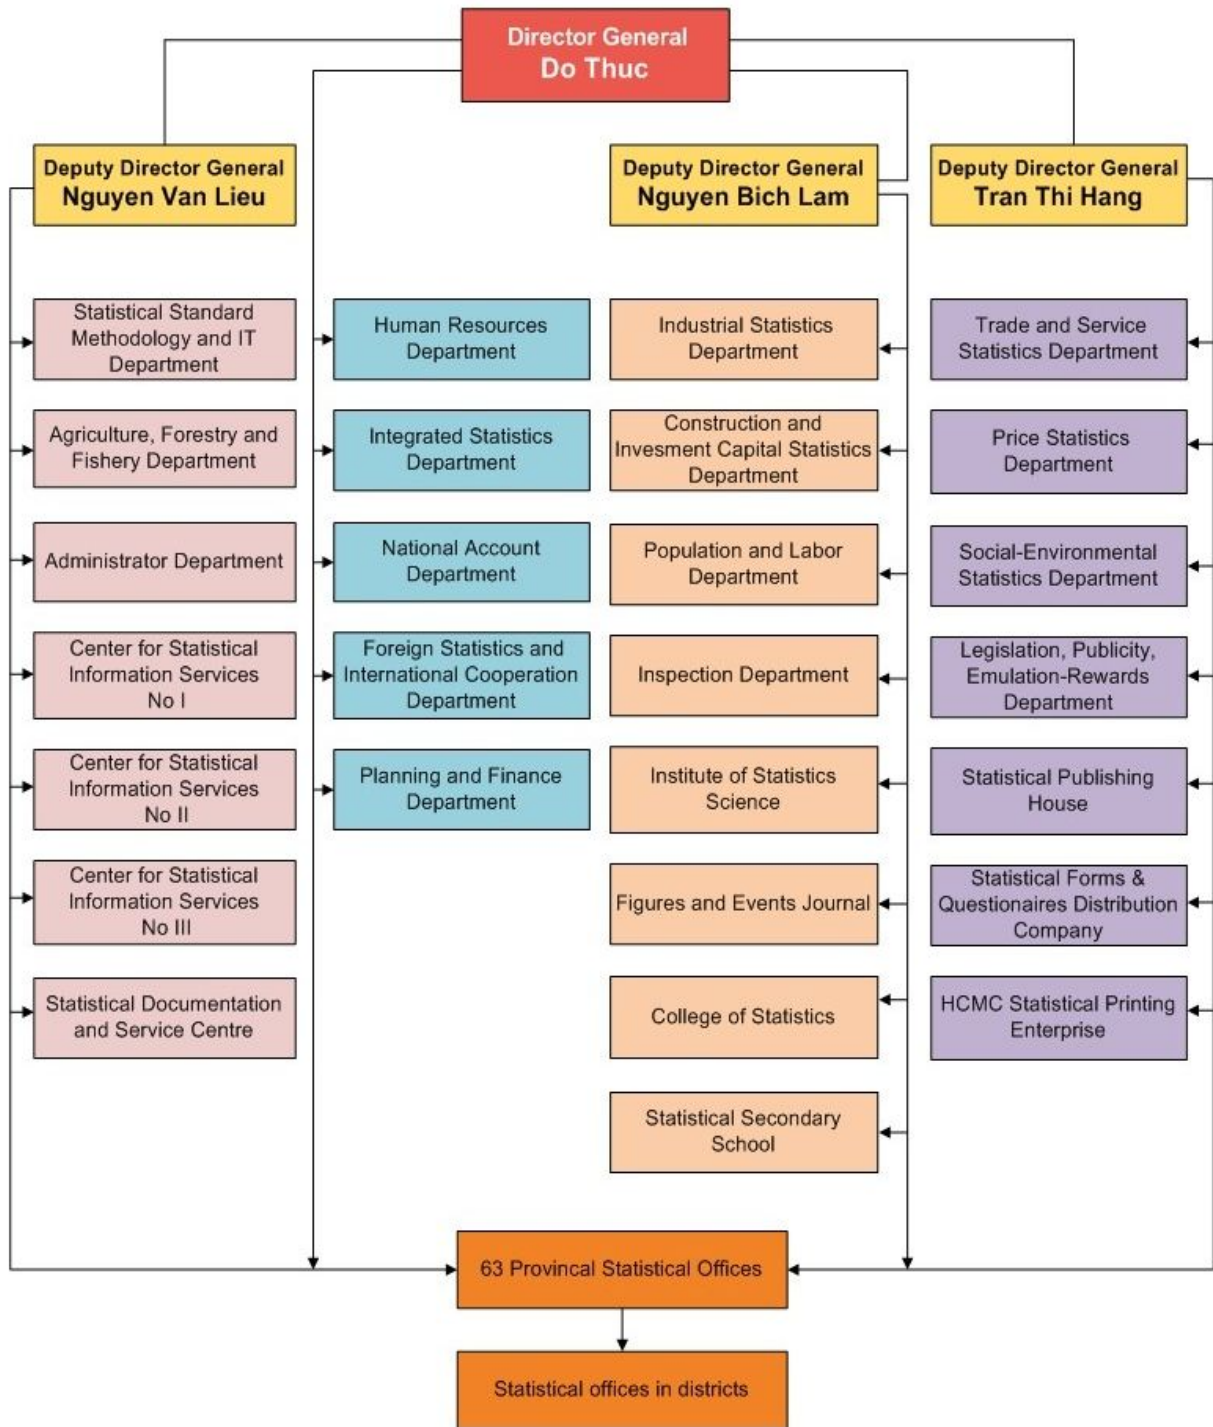 Director General
Do Thuc
Deputy Director General
Nguyen Van Lieu
Deputy Director General
Nguyen Bich Lam
Deputy Director General
Tran Thi Hang
Statistical Standard
Methodology and IT
Department
Agriculture, Forestry and
Fishery Department
Administrator Department
Center for Statistical
Information Services
No I
Center for Statistical
Information Services
No II
Center for Statistical
Information Services
No III
Statistical Documentation
and Service Centre
Human Resources
Department
Integrated Statistics
Department
National Account
Department
Foreign Statistics and
International Cooperation
Department
Planning and Finance
Department
Industrial Statistics
Department
Construction and
Invesment Capital Statistics
Department
Population and Labor
Department
Inspection Department
Institute of Statistics
Science
Figures and Events Journal
College of Statistics
Statistical Secondary
School
Trade and Service
Statistics Department
Price Statistics
Department
Social-Environmental
Statistics Department
Legislation, Publicity,
Emulation-Rewards
Department
Statistical Publishing
House
Statistical Forms &
Questionaires Distribution
Company
HCMC Statistical Printing
Enterprise
63 Provincal Statistical Offices
Statistical offices in districts